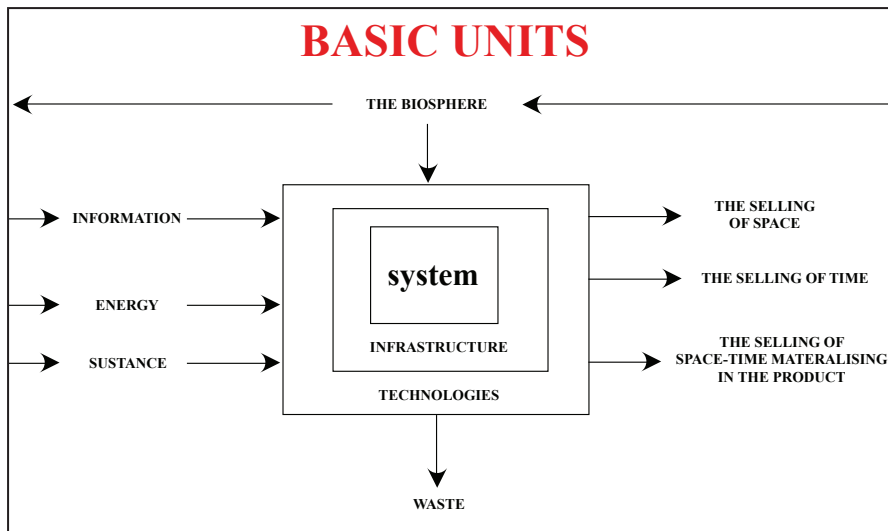 BASIC UNITS
THE BIOSPHERE
INFORMATION
ENERGY
SUSTANCE
system
INFRASTRUCTURE
TECHNOLOGIES
THE SELLING
OF SPACE
THE SELLING OF TIME
THE SELLING OF
SPACE-TIME MATERALISING
IN THE PRODUCT
WASTE